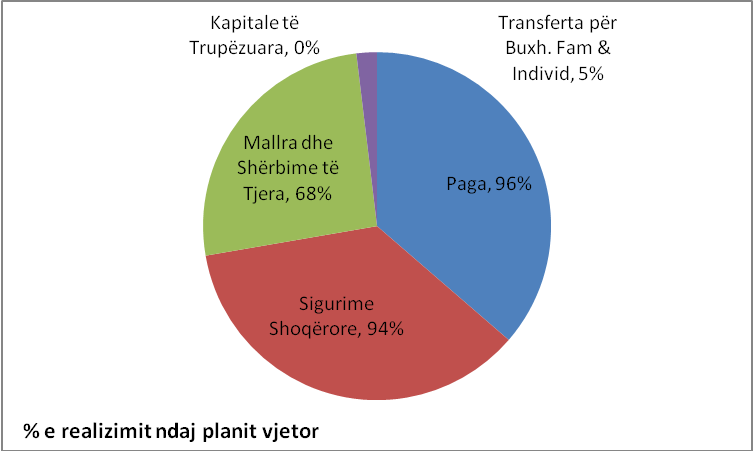 Kapitale të
Trupëzuara, 0%
Transferta për
Buxh. Fam &
Individ, 5%
Mallra dhe
Shërbime të
Tjera, 68%
Paga, 96%
Sigurime
Shoqërore, 94%
% e realizimit ndaj planit vjetor